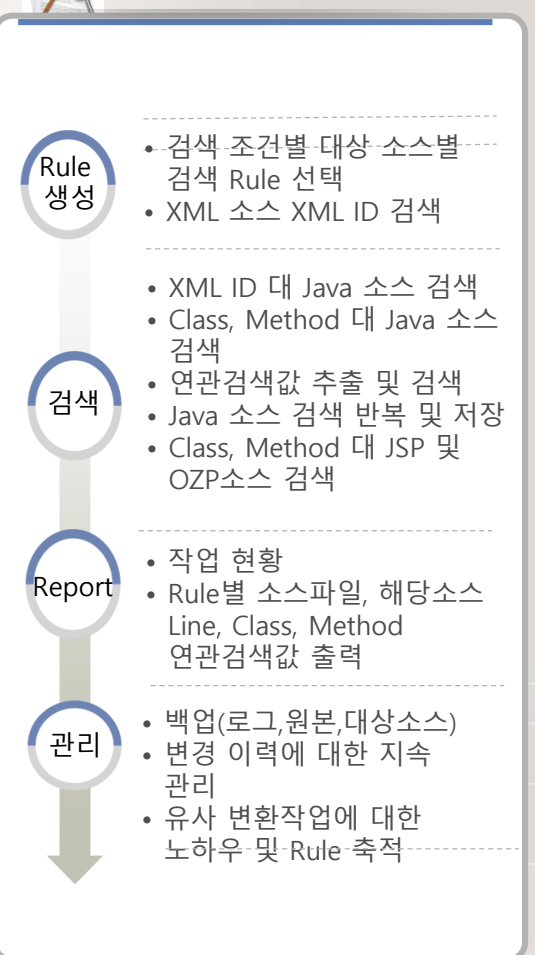 Rule
생성
• 검색 조건별 대상 소스별
검색 Rule 선택
• XML 소스 XML ID 검색
검색
• XML ID 대 Java 소스 검색
• Class, Method 대 Java 소스
검색
• 연관검색값 추출 및 검색
• Java 소스 검색 반복 및 저장
• Class, Method 대 JSP 및
OZP소스 검색
Report
• 작업 현황
• Rule별 소스파일, 해당소스
Line, Class, Method
연관검색값 출력
관리
• 백업(로그,원본,대상소스)
• 변경 이력에 대한 지속
관리
• 유사 변환작업에 대한
노하우 및 Rule 축적